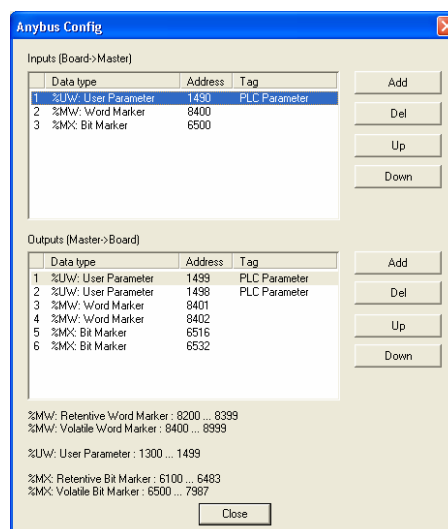 Anybus Config
Inputs (Board->Master)
Data type Address Tag
1 %UW: User Parameter 1490 PLC Parameter
2 %MW: Word Marker 8400
3 %MX: Bit Marker 6500
Add
Del
Up
Down
Outputs (Master->Board)
Data type Address Tag
1 %UW: User Parameter 1499 PLC Parameter
2 %UW: User Parameter 1498 PLC Parameter
4 %MW: Word Marker 8401
4 %MW: Word Marker 8402
5 %MX: Bit Marker 6516
6 %MX: Bit Marker 6532
Add
Del
Up
Down
%MW: Retentive Word Marker : 8200 ... 8399
%MW: Volatile Word Marker : 8400 ... 8999
%UW: User Parameter : 1300 ... 1499
%MX: Retentive Bit Marker : 6100 ... 6483
%MX: Volatile Bit Marker : 6500 ... 7987
Close